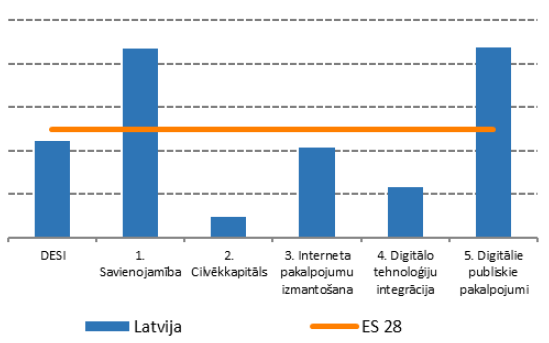 DESI
1.
Savienojamība
2.
Cilvēkkapitāls
3. Interneta
pakalpojumu
izmantošana
4. Digitālo
tehnoloģiju
integrācija
5. Digitālie
publiskie
pakalpojumi
Latvija
ES 28